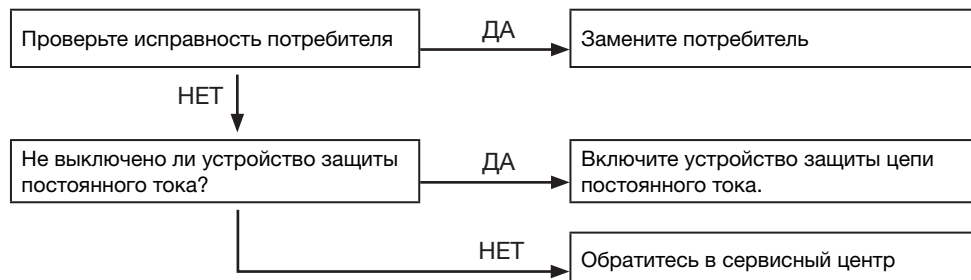 Проверьте исправность потребителя
ДА
Замените потребитель
НЕТ
Не выключено ли устройство защиты
постоянного тока?
ДА
Включите устройство защиты цепи
постоянного тока.
НЕТ
Обратитесь в сервисный центр